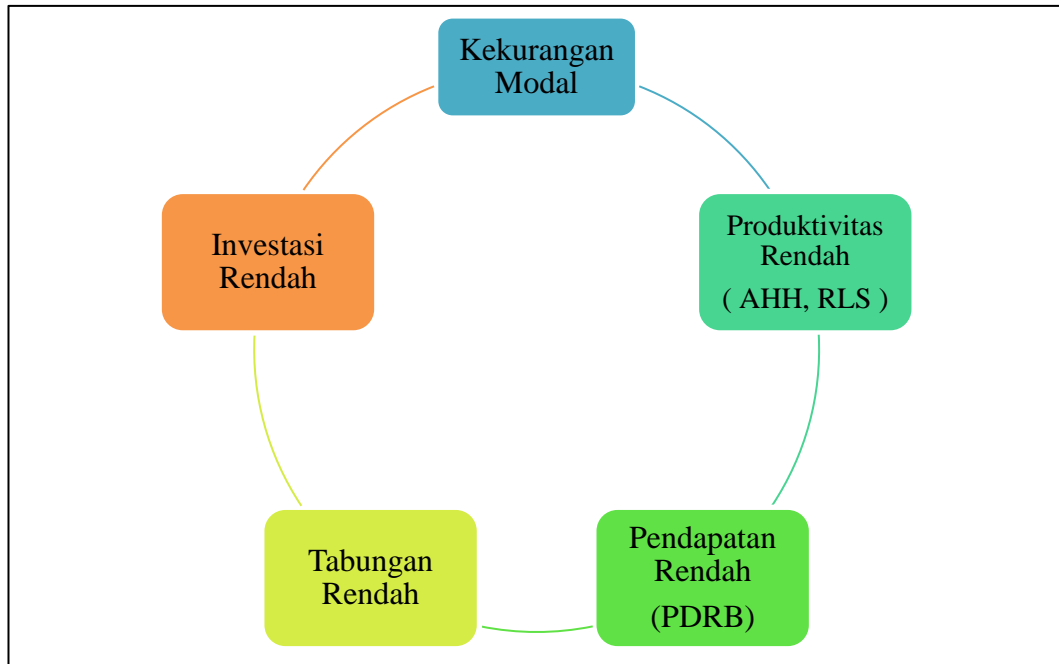 Kekurangan
Modal
Produktivitas
Rendah
( AHH, RLS )
Pendapatan
Rendah
(PDRB)
Tabungan
Rendah
Investasi
Rendah